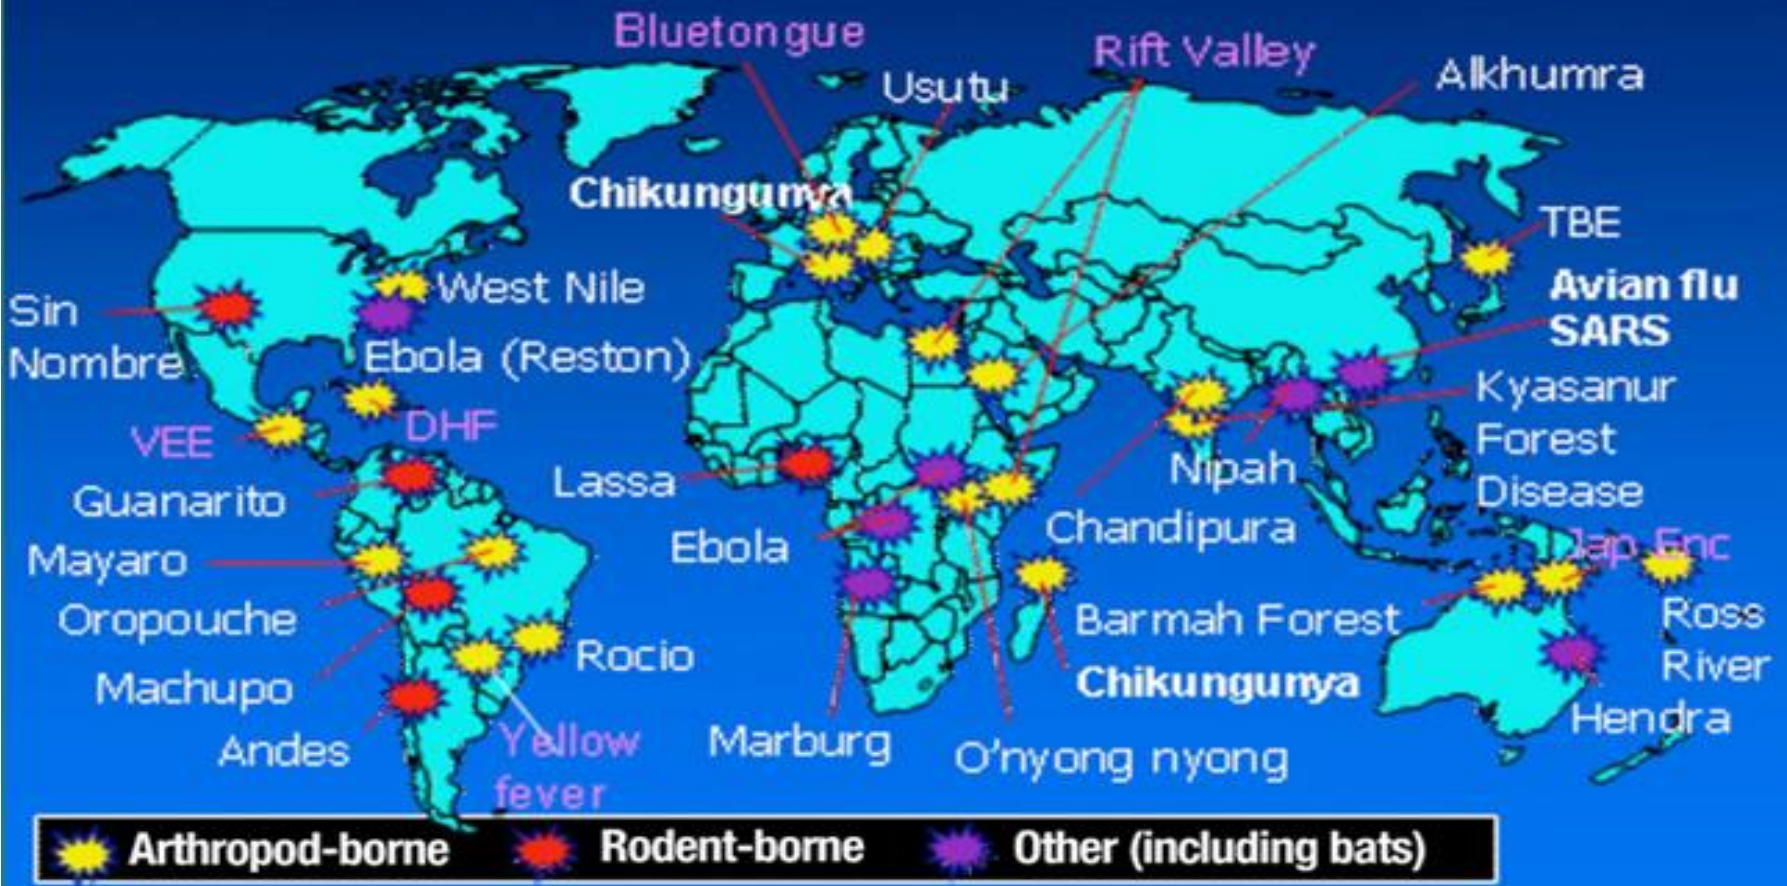 Bluetongue
Rift Valley
Usutu
Alkhumra
Chikungunya
TBE
West Nile
Avian flu
SARS
Sin
Nombre
Ebola (Reston)
Kyasanur
Forest
Disease
VEE
DHF
Guanarito
Lassa
Nipah
Chandipura
Mayaro
Ebola
Jap Enc
Oropouche
Barmah Forest
Ross
River
Rocio
Machupo
Chikungunya
Hendra
Andes
Yellow
fever
Marburg
O'nyong nyong
Arthropod-borne
Rodent-borne
Other (including bats)